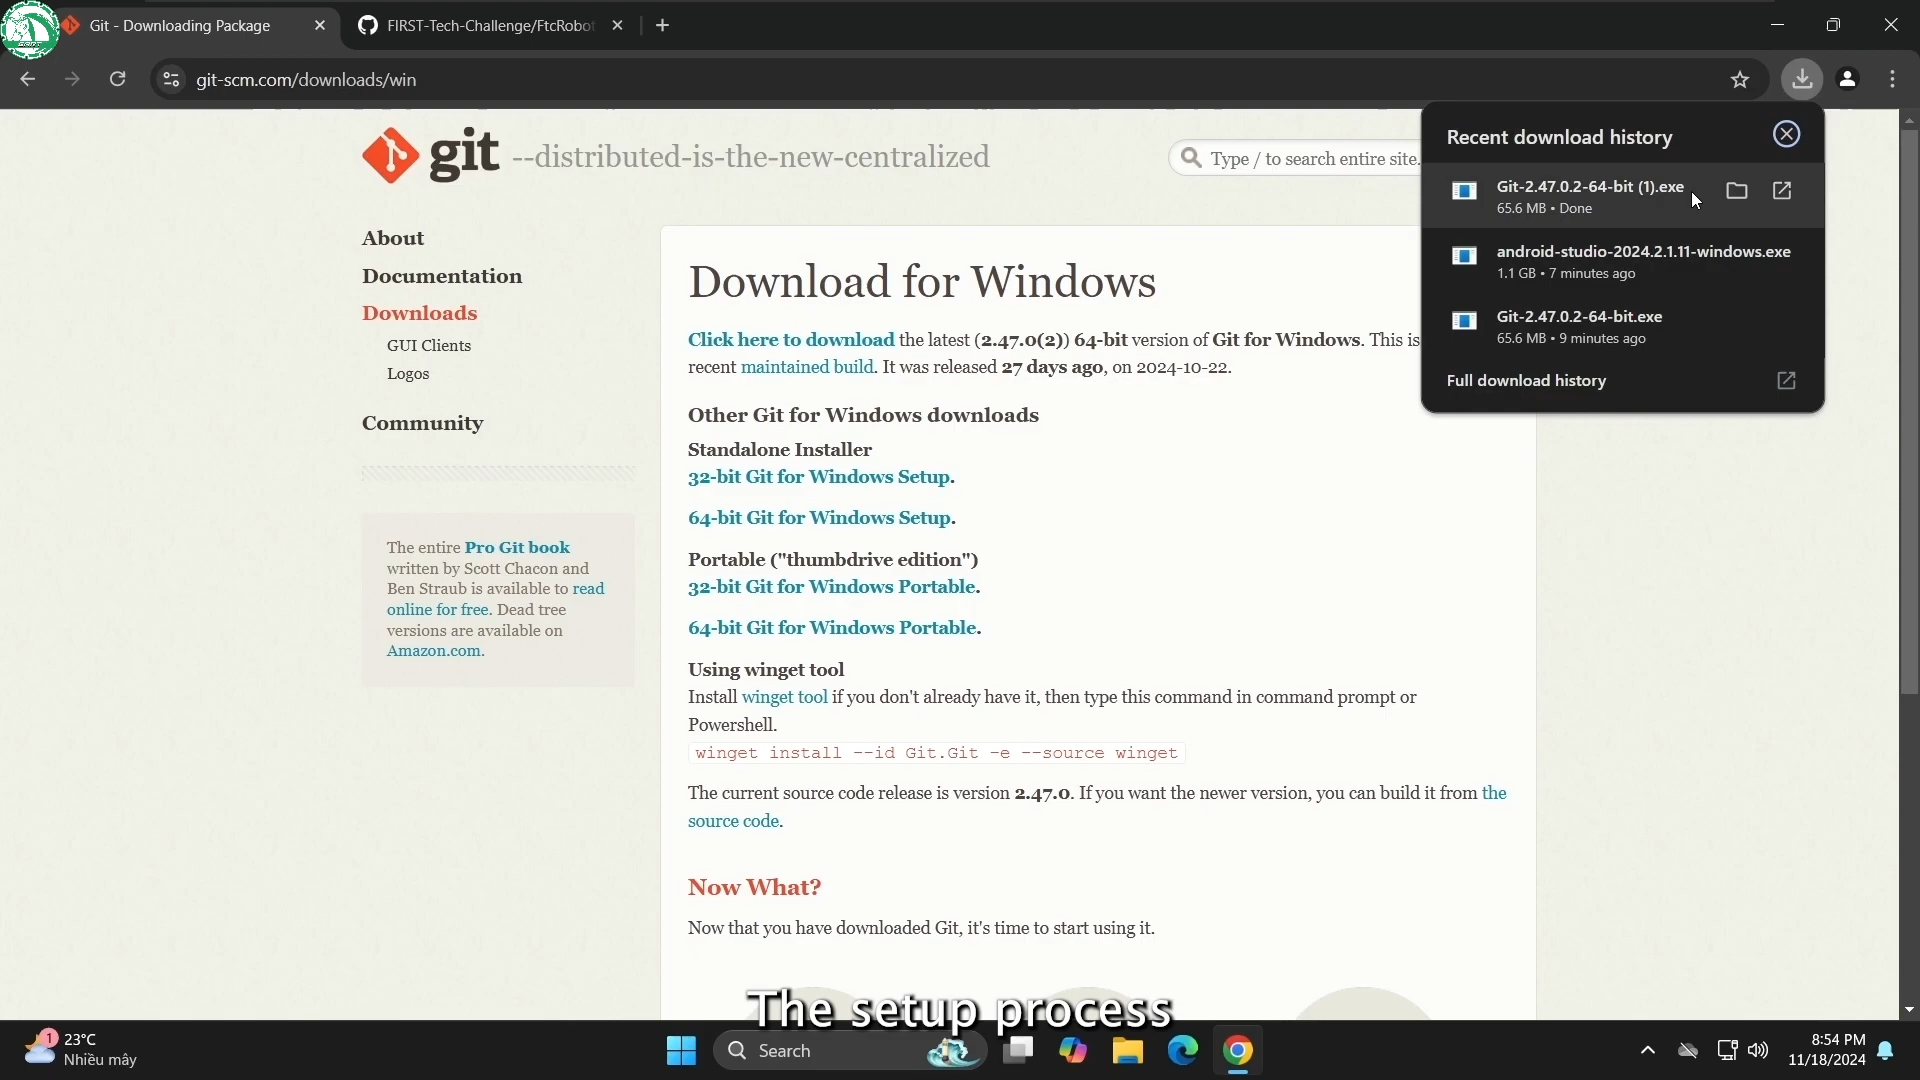 Git - Downloading Package
FIRST-Tech-Challenge/FtcRobot
git-scm.com/downloads/win
git --distributed-is-the-new-centralized
Type / to search entire site.
Recent download history
Git-2.47.0.2-64-bit (1).exe
65.6 MB • Done
android-studio-2024.2.1.11-windows.exe
1.1 GB • 7 minutes ago
Git-2.47.0.2-64-bit.exe
65.6 MB • 9 minutes ago
Full download history
About
Documentation
Downloads
GUI Clients
Logos
Community
The entire Pro Git book
written by Scott Chacon and
Ben Straub is available to read
online for free. Dead tree
versions are available on
Amazon.com.
Download for Windows
Click here to download the latest (2.47.0(2)) 64-bit version of Git for Windows. This is
recent maintained build. It was released 27 days ago, on 2024-10-22.
Other Git for Windows downloads
Standalone Installer
32-bit Git for Windows Setup.
64-bit Git for Windows Setup.
Portable ("thumbdrive edition")
32-bit Git for Windows Portable.
64-bit Git for Windows Portable.
Using winget tool
Install winget tool if you don't already have it, then type this command in command prompt or
Powershell.
winget install --id Git.Git -e --source winget
The current source code release is version 2.47.0. If you want the newer version, you can build it from the
source code.
Now What?
Now that you have downloaded Git, it's time to start using it.
The setup process
1
23°C
Nhiều mây
Search
8:54 PM
11/18/2024